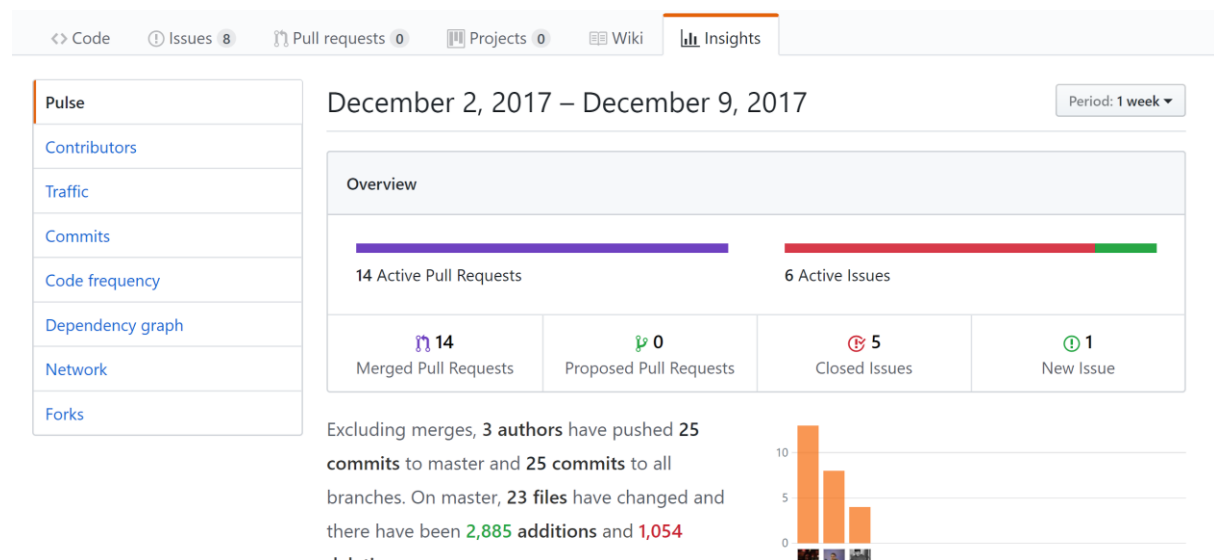 Code Issues 8 Pull requests 0 Projects 0 Wiki Insights
Pulse
Contributors
Traffic
Commits
Code frequency
Dependency graph
Network
Forks
December 2, 2017 – December 9, 2017
Period: 1 week
Overview
14 Active Pull Requests
6 Active Issues
14
Merged Pull Requests
0
Proposed Pull Requests
5
Closed Issues
1
New Issue
Excluding merges, 3 authors have pushed 25
commits to master and 25 commits to all
branches. On master, 23 files have changed and
there have been 2,885 additions and 1,054
10
5
0